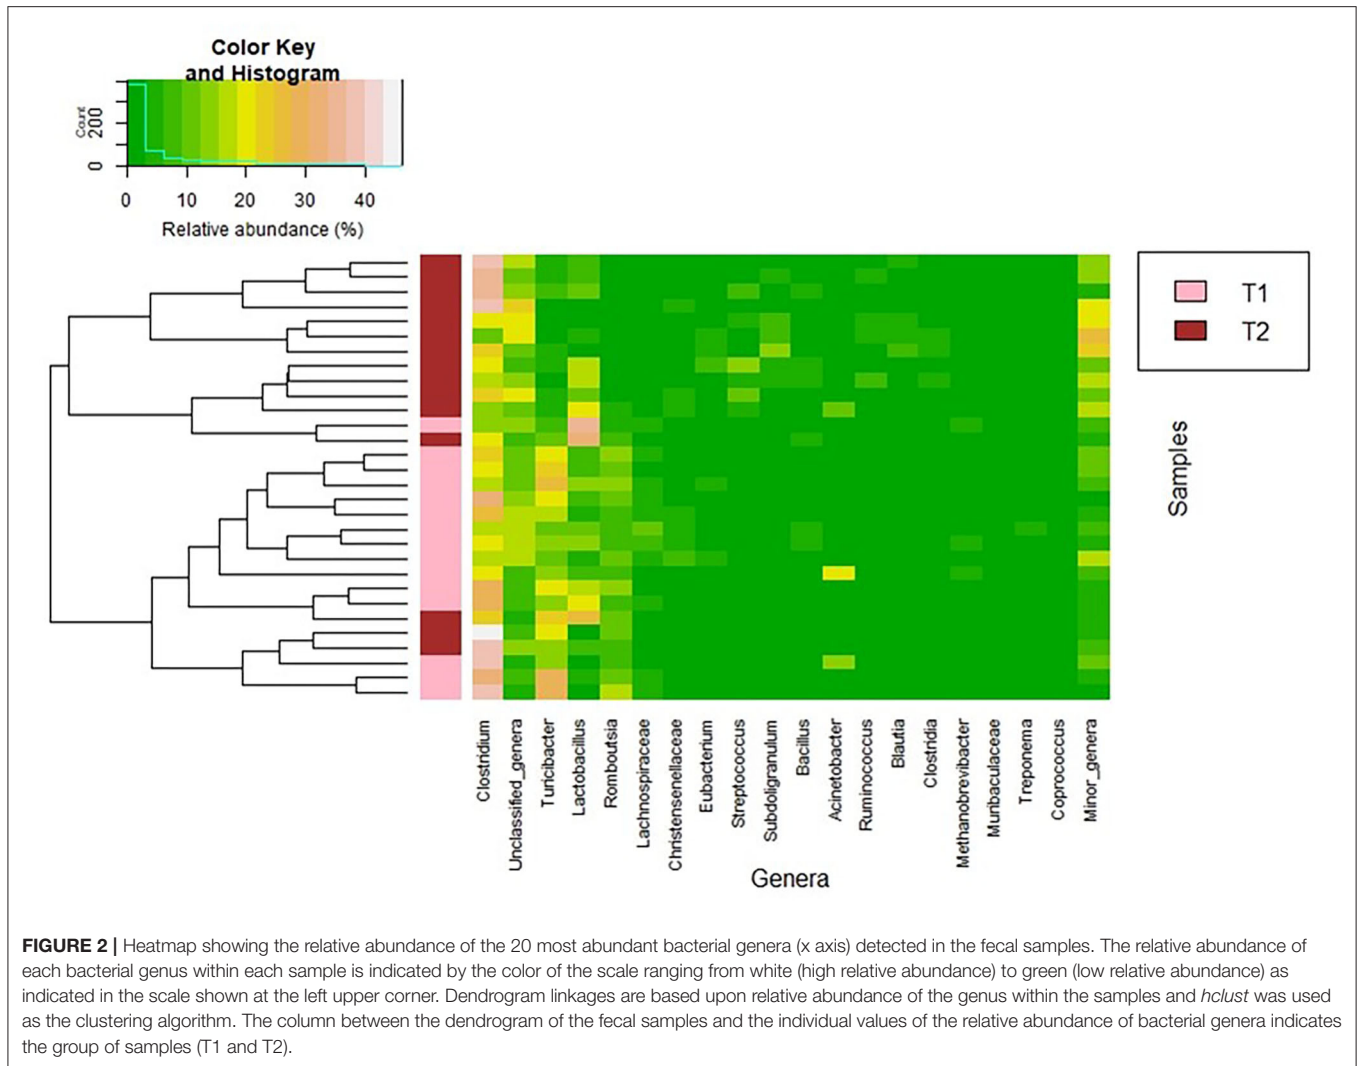 Color Key
and Histogram
Count
0 200
0 10 20 30 40
Relative abundance (%)
T1
T2
Samples
Clostridium
Unclassified_genera
Turicibacter
Lactobacillus
Romboutsia
Lachnospiraceae
Christensenellaceae
Eubacterium
Streptococcus
Subdoligranulum
Bacillus
Acinetobacter
Ruminococcus
Blautia
Clostridia
Methanobrevibacter
Muribaculaceae
Treponema
Coprococcus
Minor_genera
Genera
FIGURE 2 | Heatmap showing the relative abundance of the 20 most abundant bacterial genera (x axis) detected in the fecal samples. The relative abundance of
each bacterial genus within each sample is indicated by the color of the scale ranging from white (high relative abundance) to green (low relative abundance) as
indicated in the scale shown at the left upper corner. Dendrogram linkages are based upon relative abundance of the genus within the samples and hclust was used
as the clustering algorithm. The column between the dendrogram of the fecal samples and the individual values of the relative abundance of bacterial genera indicates
the group of samples (T1 and T2).